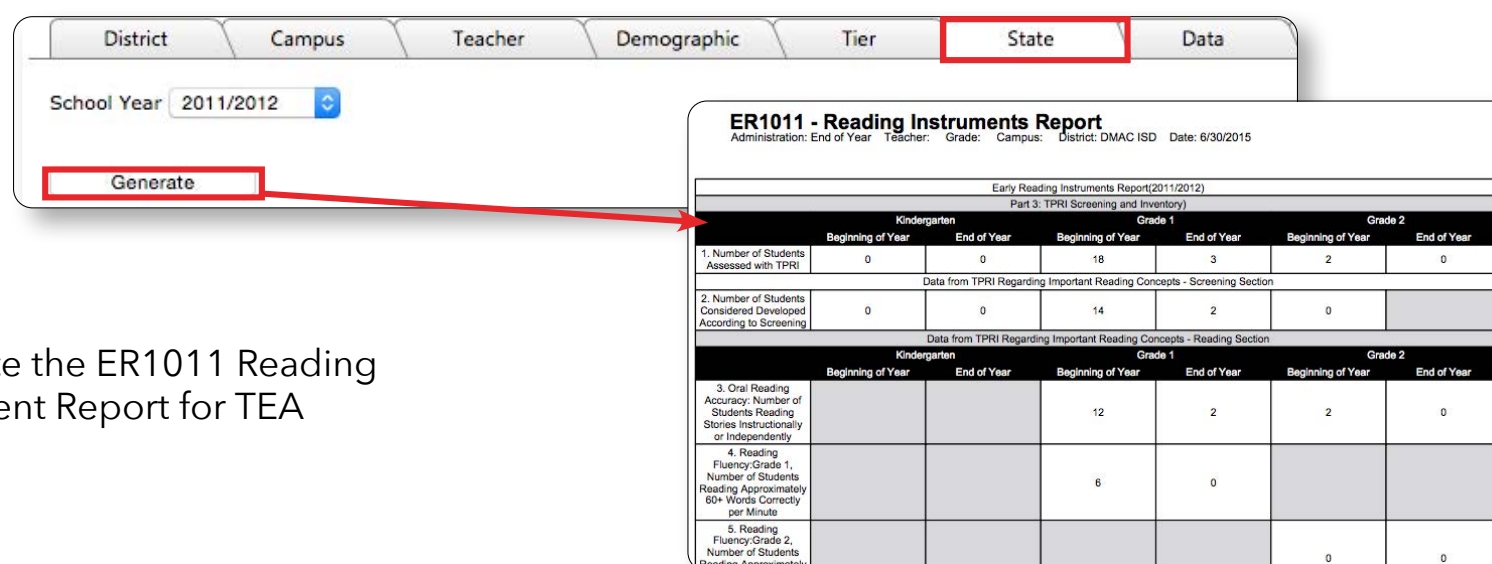 District Campus Teacher Demographic Tier State Data
School Year 2011/2012
Generate
ER1011 - Reading Instruments Report
Administration: End of Year Teacher: Grade: Campus: District: DMAC ISD Date: 6/30/2015
Early Reading Instruments Report(2011/2012)
Part 3: TPRI Screening and Inventory)
Kindergarten Grade 1 Grade 2
Beginning of Year End of Year Beginning of Year End of Year Beginning of Year End of Year
1. Number of Students
Assessed with TPRI
0 0 18 3 2 0
Data from TPRI Regarding Important Reading Concepts - Screening Section
2. Number of Students
Considered Developed
According to Screening
0 0 14 2 0
Data from TPRI Regarding Important Reading Concepts - Reading Section
Kindergarten Grade 1 Grade 2
Beginning of Year End of Year Beginning of Year End of Year Beginning of Year End of Year
3. Oral Reading
Accuracy: Number of
Students Reading
Stories Instructionally
or Independently
12 2 2 0
4. Reading
Fluency:Grade 1,
Number of Students
Reading Approximately
60+ Words Correctly
per Minute
6 0
5. Reading
Fluency:Grade 2,
Number of Students
Reading Approximately
0 0
the ER1011 Reading
ent Report for TEA